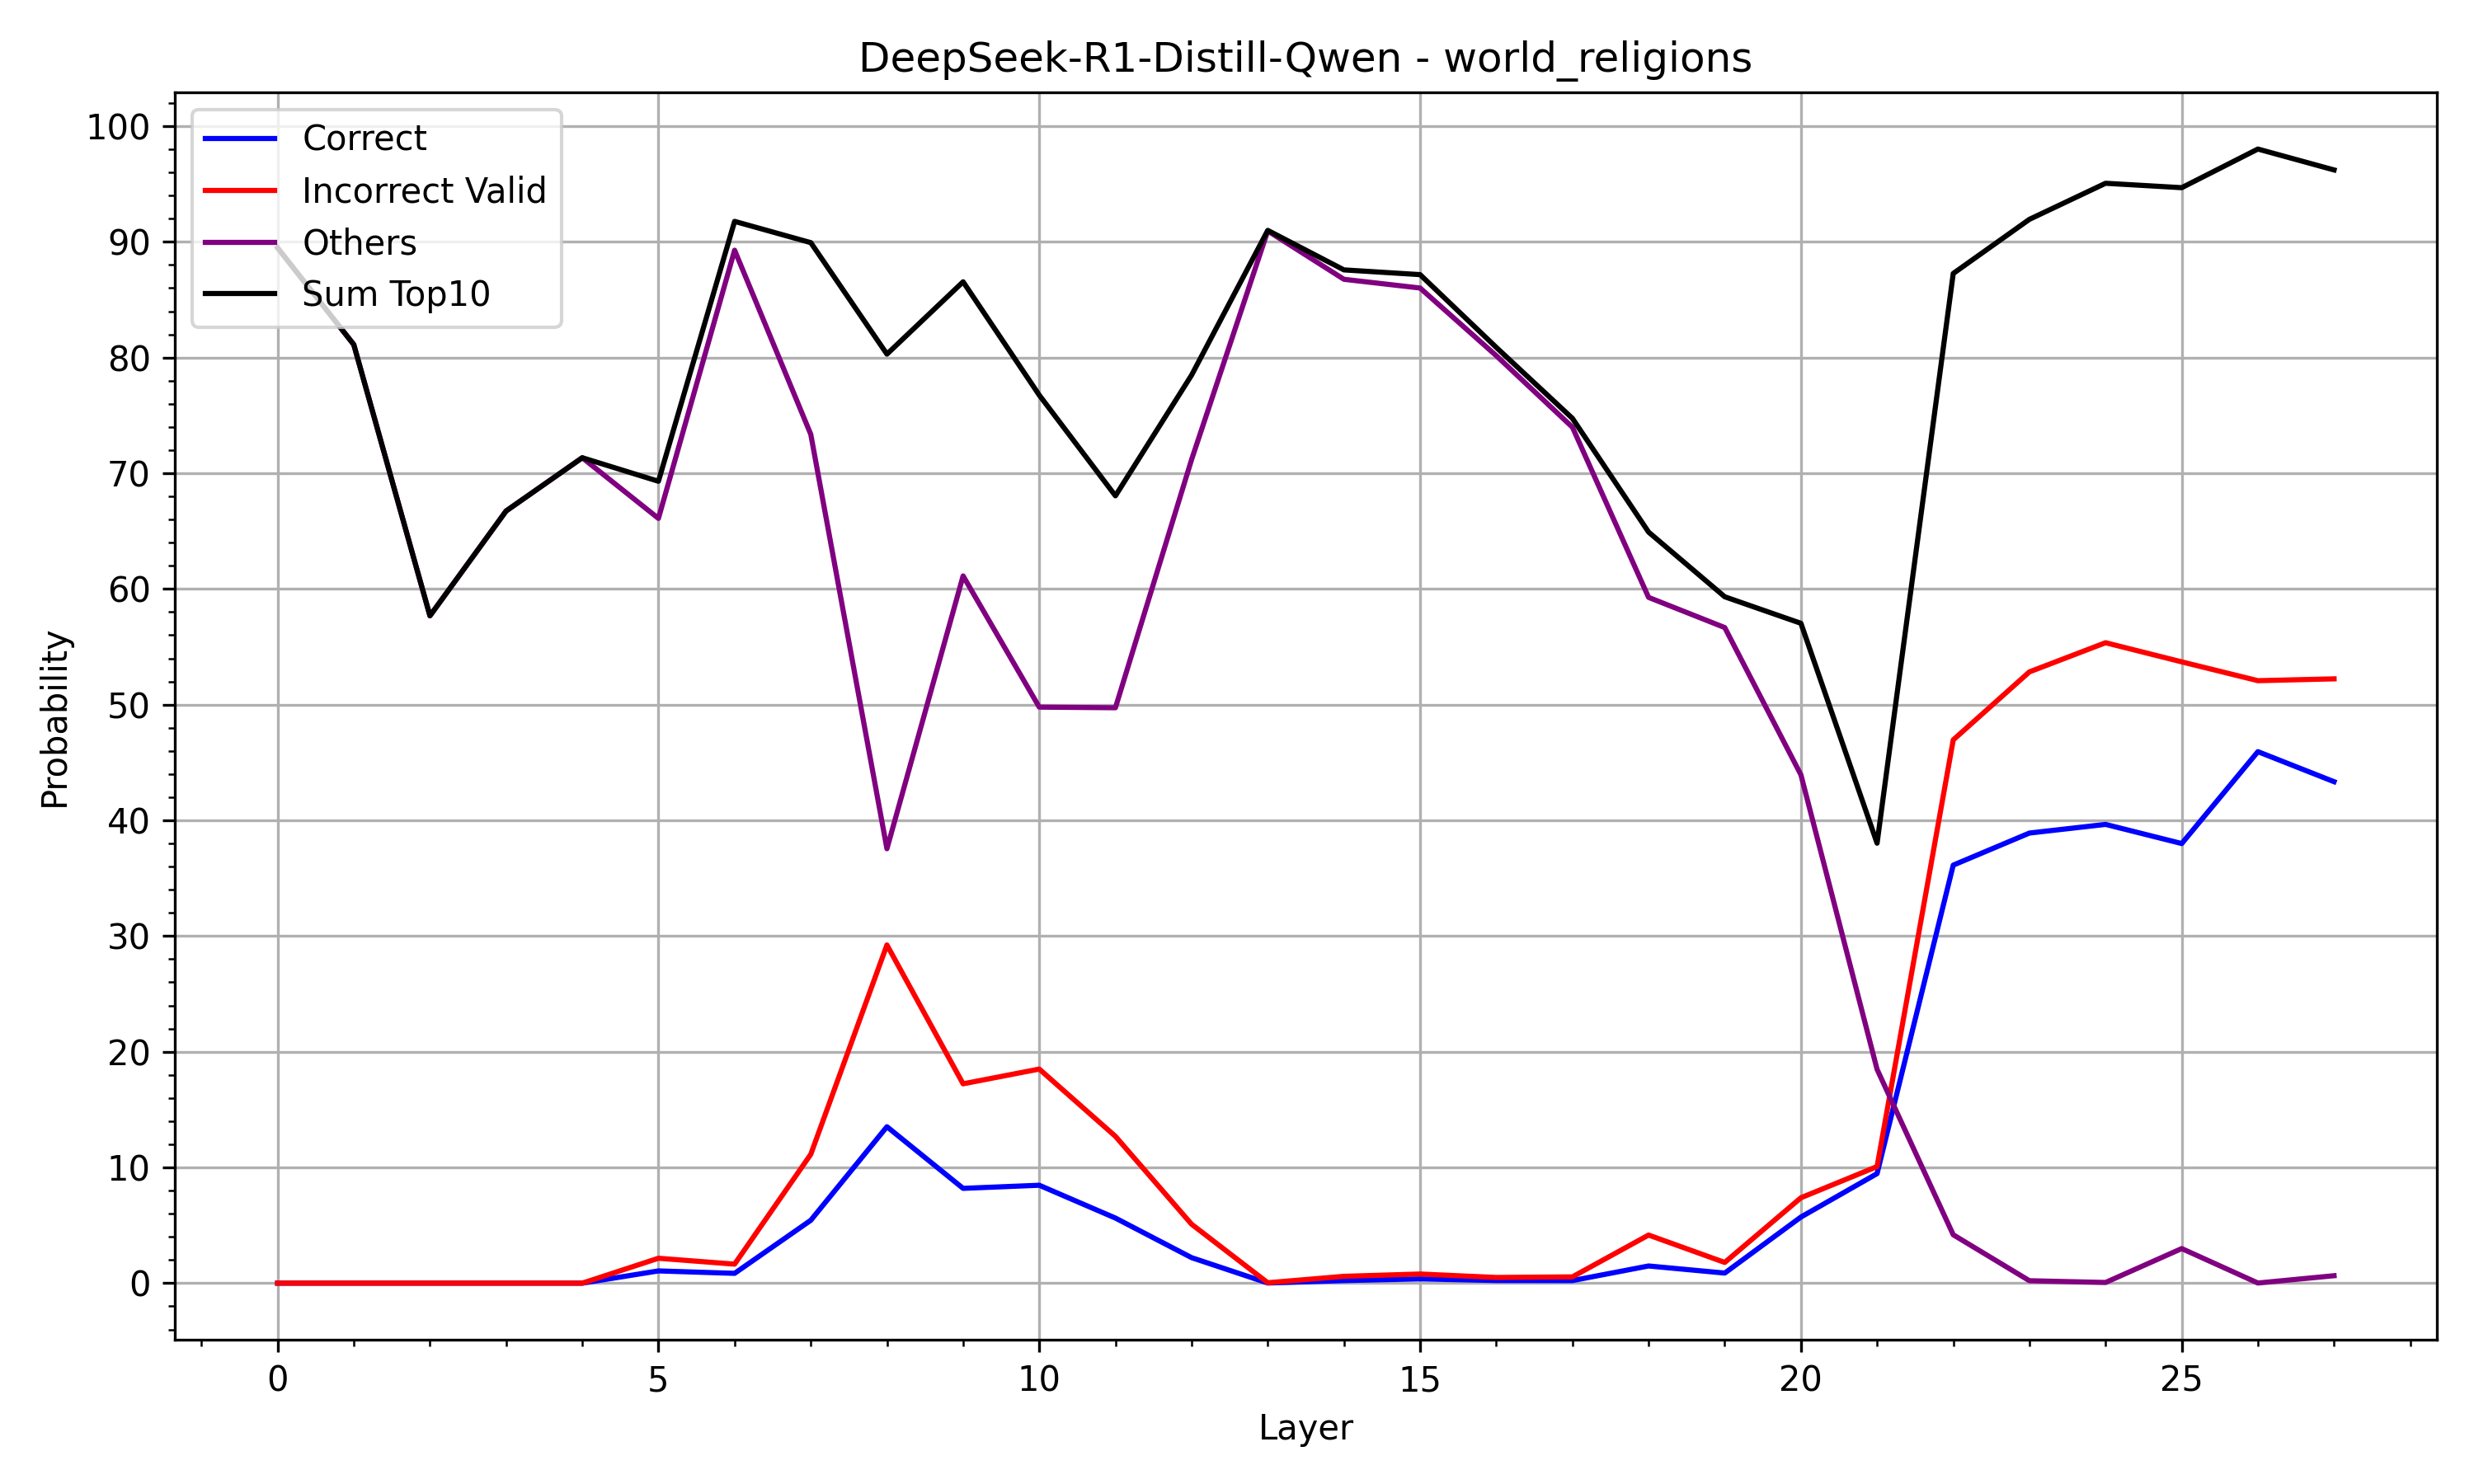 DeepSeek-R1-Distill-Qwen - world_religions
Correct
Incorrect Valid
Others
Sum Top10
Probability
100
90
80
70
60
50
40
30
20
10
0
0 5 10 15 20 25
Layer